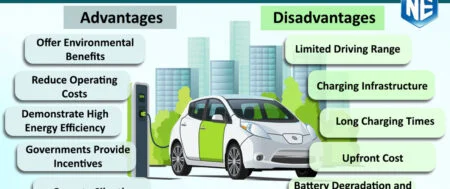 Advantages
Offer Environmental
Benefits
Reduce Operating
Costs
Demonstrate High
Energy Efficiency
Governments Provide
Incentives
Disadvantages
Limited Driving Range
Charging Infrastructure
Long Charging Times
Upfront Cost
Battery Degradation and
NE